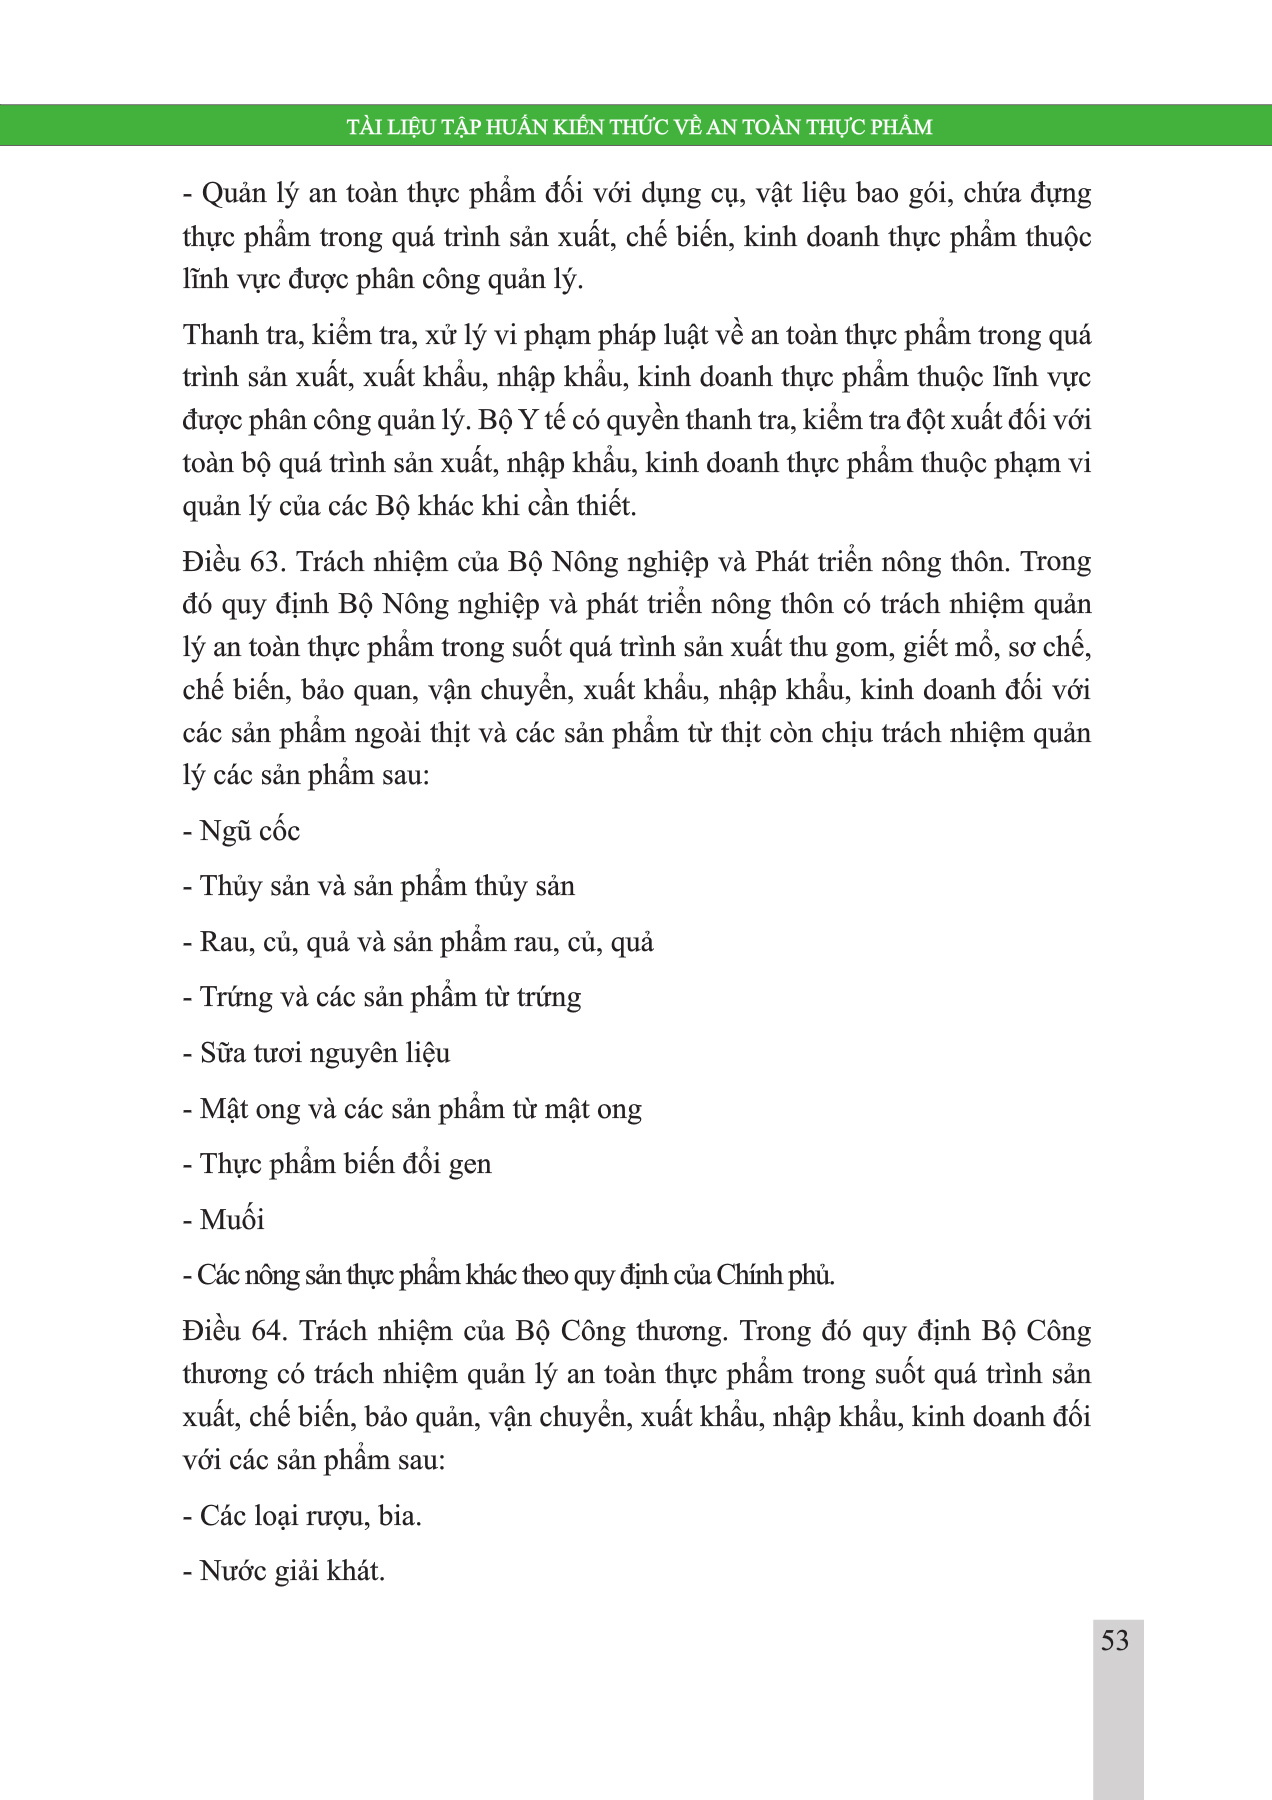 TÀI LIỆU TẬP HUẤN KIẾN THỨC VỀ AN TOÀN THỰC PHẨM
- Quản lý an toàn thực phẩm đối với dụng cụ, vật liệu bao gói, chứa đựng
thực phẩm trong quá trình sản xuất, chế biến, kinh doanh thực phẩm thuộc
lĩnh vực được phân công quản lý.
Thanh tra, kiểm tra, xử lý vi phạm pháp luật về an toàn thực phẩm trong quá
trình sản xuất, xuất khẩu, nhập khẩu, kinh doanh thực phẩm thuộc lĩnh vực
được phân công quản lý. Bộ Y tế có quyền thanh tra, kiểm tra đột xuất đối với
toàn bộ quá trình sản xuất, nhập khẩu, kinh doanh thực phẩm thuộc phạm vi
quản lý của các Bộ khác khi cần thiết.
Điều 63. Trách nhiệm của Bộ Nông nghiệp và Phát triển nông thôn. Trong
đó quy định Bộ Nông nghiệp và phát triển nông thôn có trách nhiệm quản
lý an toàn thực phẩm trong suốt quá trình sản xuất thu gom, giết mổ, sơ chế,
chế biến, bảo quan, vận chuyển, xuất khẩu, nhập khẩu, kinh doanh đối với
các sản phẩm ngoài thịt và các sản phẩm từ thịt còn chịu trách nhiệm quản
lý các sản phẩm sau:
- Ngũ cốc
- Thủy sản và sản phẩm thủy sản
- Rau, củ, quả và sản phẩm rau, củ, quả
- Trứng và các sản phẩm từ trứng
- Sữa tươi nguyên liệu
- Mật ong và các sản phẩm từ mật ong
- Thực phẩm biến đổi gen
- Muối
- Các nông sản thực phẩm khác theo quy định của Chính phủ.
Điều 64. Trách nhiệm của Bộ Công thương. Trong đó quy định Bộ Công
thương có trách nhiệm quản lý an toàn thực phẩm trong suốt quá trình sản
xuất, chế biến, bảo quản, vận chuyển, xuất khẩu, nhập khẩu, kinh doanh đối
với các sản phẩm sau:
- Các loại rượu, bia.
- Nước giải khát.
53